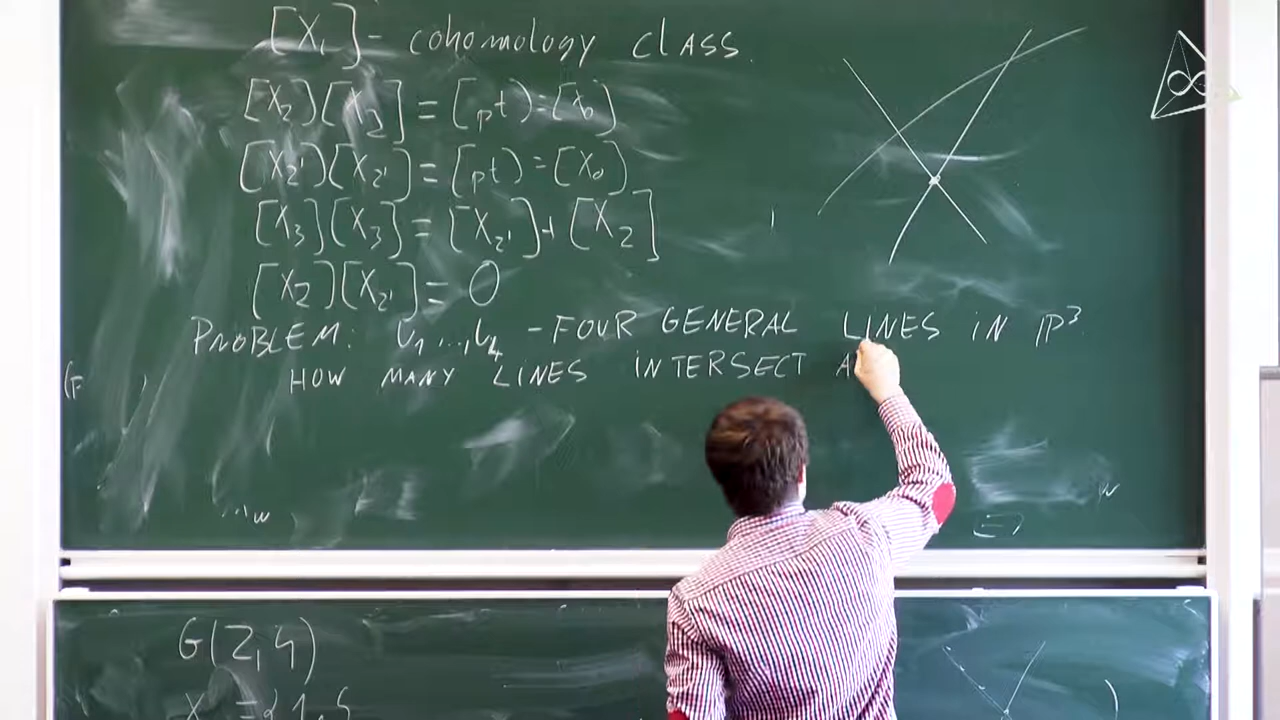 [X₁] - cohomology class.
[X₂][X₂] = [pt] = [X₀]
[X₂'][X₂'] = [pt] = [X₀]
[X₃][X₃] = [X₂'] + [X₂]
[X₂][X₂'] = 0
PROBLEM: l₁,...,l₄ - FOUR GENERAL LINES IN P³.
HOW MANY LINES INTERSECT A
G(2,4)